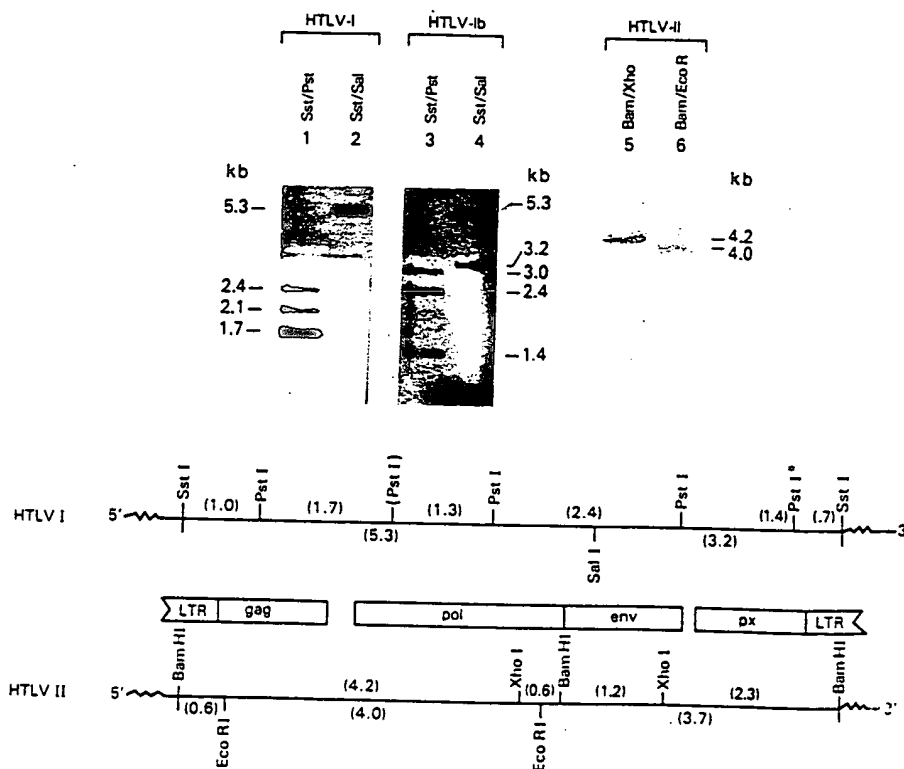 HTLV-I HTLV-Ib HTLV-II
Sst/Pst Sst/Sal Sst/Pst Sst/Sal Bam/Xho Bam/Eco R
1 2 3 4 5 6
kb kb kb
5.3 5.3
3.2
3.0
2.4 2.4
2.1
1.7
1.4
4.2
4.0
Sst I Pst I (Pst I) Pst I Pst I Pst I* Sst I
(1.0) (1.7) (1.3) (2.4) (1.4) (.7)
HTLV I 5' 3'
(5.3) (3.2)
Sal I
LTR gag pol env px LTR
Bam HI Xho I Bam HI Xho I Bam HI
(4.2) (0.6) (1.2) (2.3)
HTLV II 5' 3'
(0.6) (4.0) (3.7)
Eco RI Eco RI